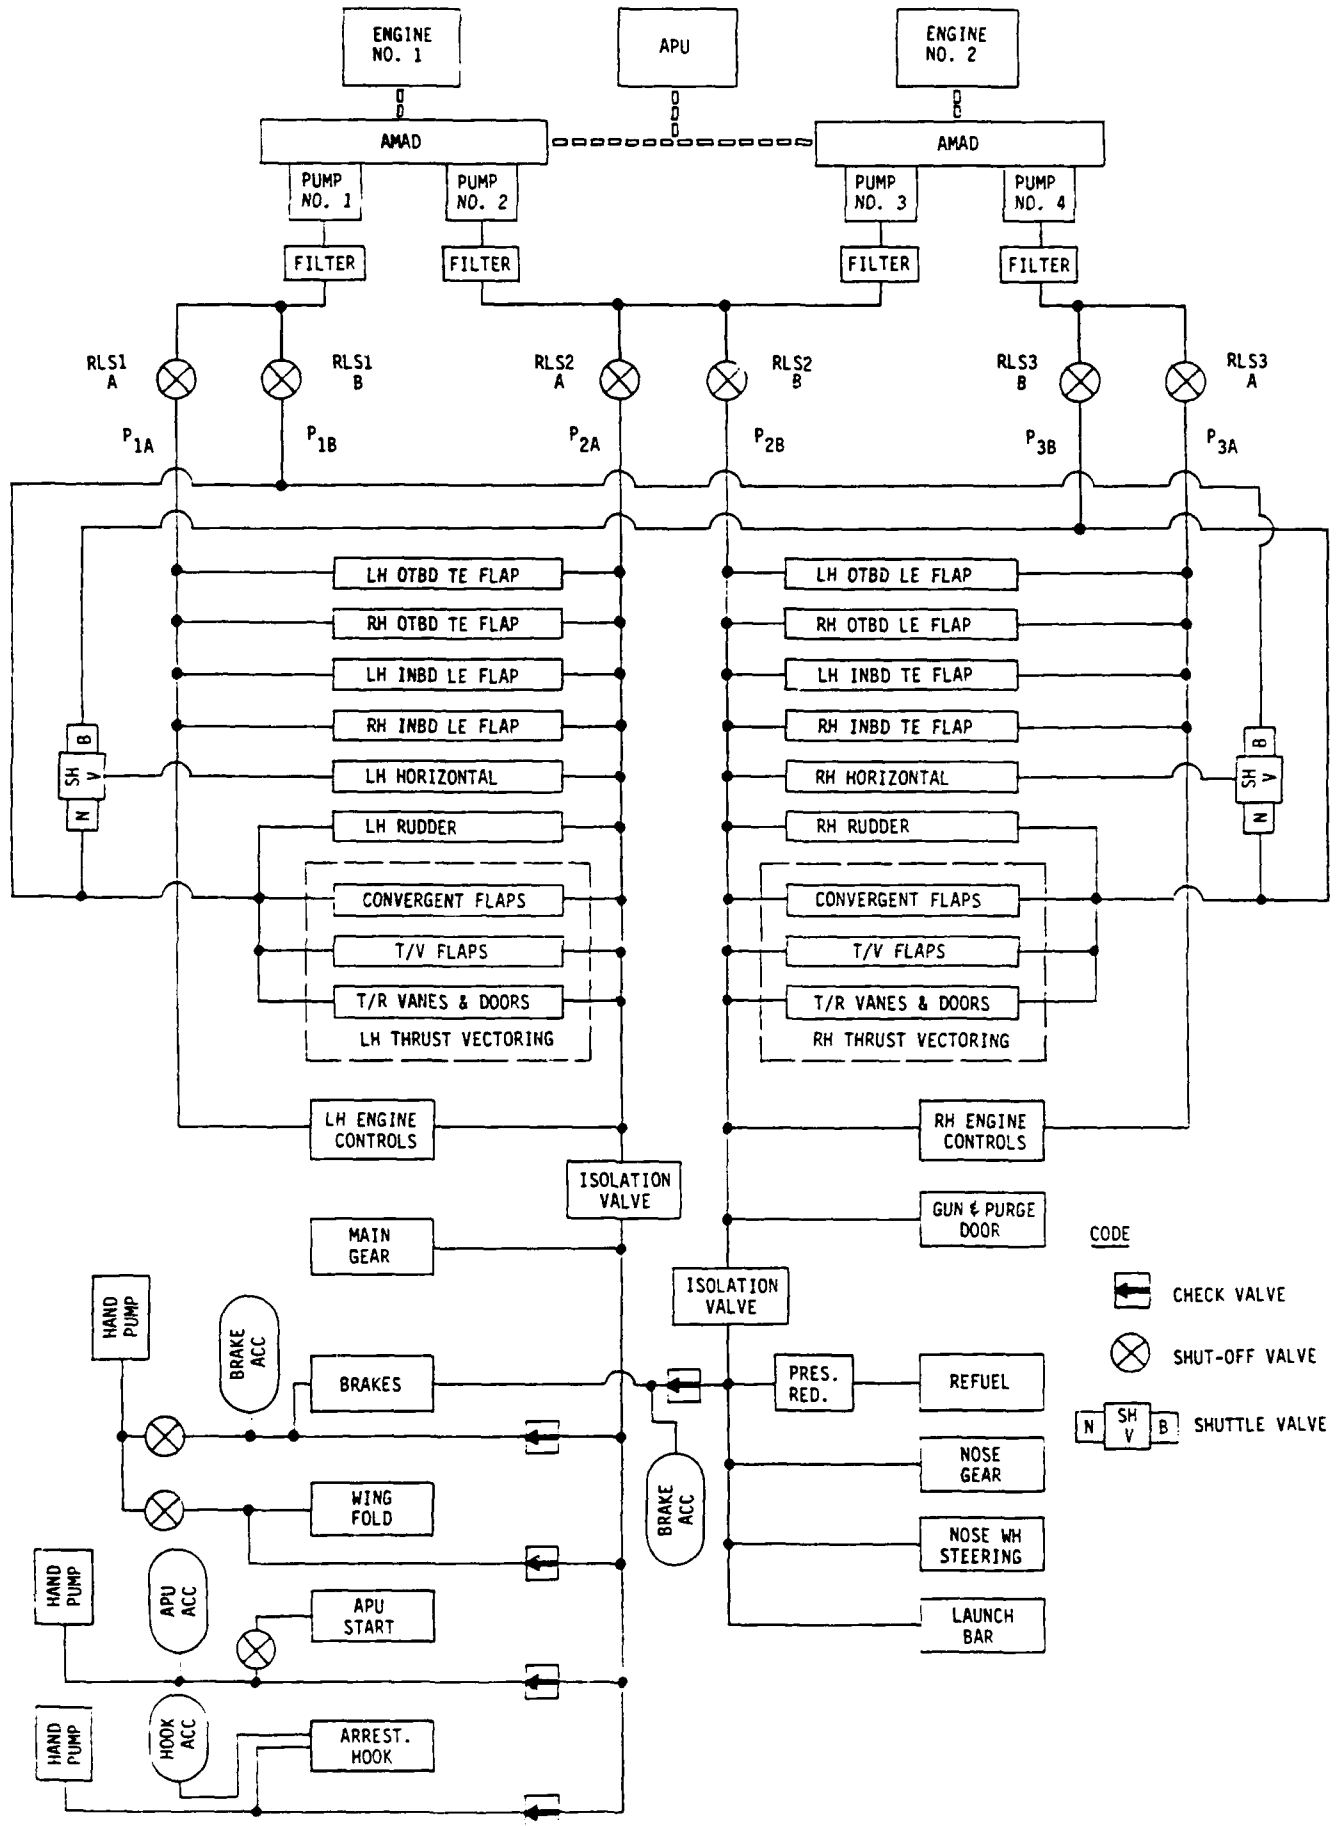 ENGINE
NO. 1
APU
ENGINE
NO. 2
AMAD
AMAD
PUMP
NO. 1
PUMP
NO. 2
PUMP
NO. 3
PUMP
NO. 4
FILTER
FILTER
FILTER
FILTER
RLS1
A
RLS1
B
RLS2
A
RLS2
B
RLS3
B
RLS3
A
P1A
P1B
P2A
P2B
P3B
P3A
LH OTBD TE FLAP
LH OTBD LE FLAP
RH OTBD TE FLAP
RH OTBD LE FLAP
LH INBD LE FLAP
LH INBD TE FLAP
RH INBD LE FLAP
RH INBD TE FLAP
B
SH
V
N
B
SH
V
N
LH HORIZONTAL
RH HORIZONTAL
LH RUDDER
RH RUDDER
CONVERGENT FLAPS
CONVERGENT FLAPS
T/V FLAPS
T/V FLAPS
T/R VANES & DOORS
T/R VANES & DOORS
LH THRUST VECTORING
RH THRUST VECTORING
LH ENGINE
CONTROLS
RH ENGINE
CONTROLS
ISOLATION
VALVE
GUN & PURGE
DOOR
MAIN
GEAR
CODE
ISOLATION
VALVE
CHECK VALVE
HAND
PUMP
BRAKE
ACC
SHUT-OFF VALVE
BRAKES
PRES.
RED.
REFUEL
N
SH
V
B
SHUTTLE VALVE
NOSE
GEAR
WING
FOLD
BRAKE
ACC
NOSE WH
STEERING
HAND
PUMP
APU
ACC
APU
START
LAUNCH
BAR
HAND
PUMP
HOOK
ACC
ARREST.
HOOK